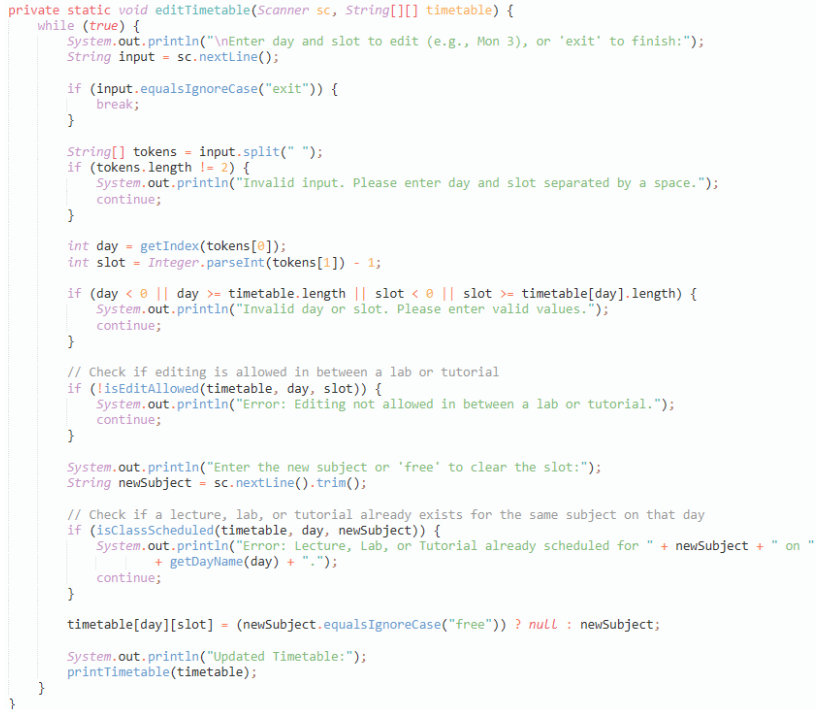 private static void editTimetable(Scanner sc, String[][] timetable) {
    while (true) {
        System.out.println("\nEnter day and slot to edit (e.g., Mon 3), or 'exit' to finish:");
        String input = sc.nextLine();

        if (input.equalsIgnoreCase("exit")) {
            break;
        }

        String[] tokens = input.split(" ");
        if (tokens.length != 2) {
            System.out.println("Invalid input. Please enter day and slot separated by a space.");
            continue;
        }

        int day = getIndex(tokens[0]);
        int slot = Integer.parseInt(tokens[1]) - 1;

        if (day < 0 || day >= timetable.length || slot < 0 || slot >= timetable[day].length) {
            System.out.println("Invalid day or slot. Please enter valid values.");
            continue;
        }

        // Check if editing is allowed in between a lab or tutorial
        if (!isEditAllowed(timetable, day, slot)) {
            System.out.println("Error: Editing not allowed in between a lab or tutorial.");
            continue;
        }

        System.out.println("Enter the new subject or 'free' to clear the slot:");
        String newSubject = sc.nextLine().trim();

        // Check if a lecture, lab, or tutorial already exists for the same subject on that day
        if (isClassScheduled(timetable, day, newSubject)) {
            System.out.println("Error: Lecture, Lab, or Tutorial already scheduled for " + newSubject + " on "
                    + getDayName(day) + ".");
            continue;
        }

        timetable[day][slot] = (newSubject.equalsIgnoreCase("free")) ? null : newSubject;

        System.out.println("Updated Timetable:");
        printTimetable(timetable);
    }
}